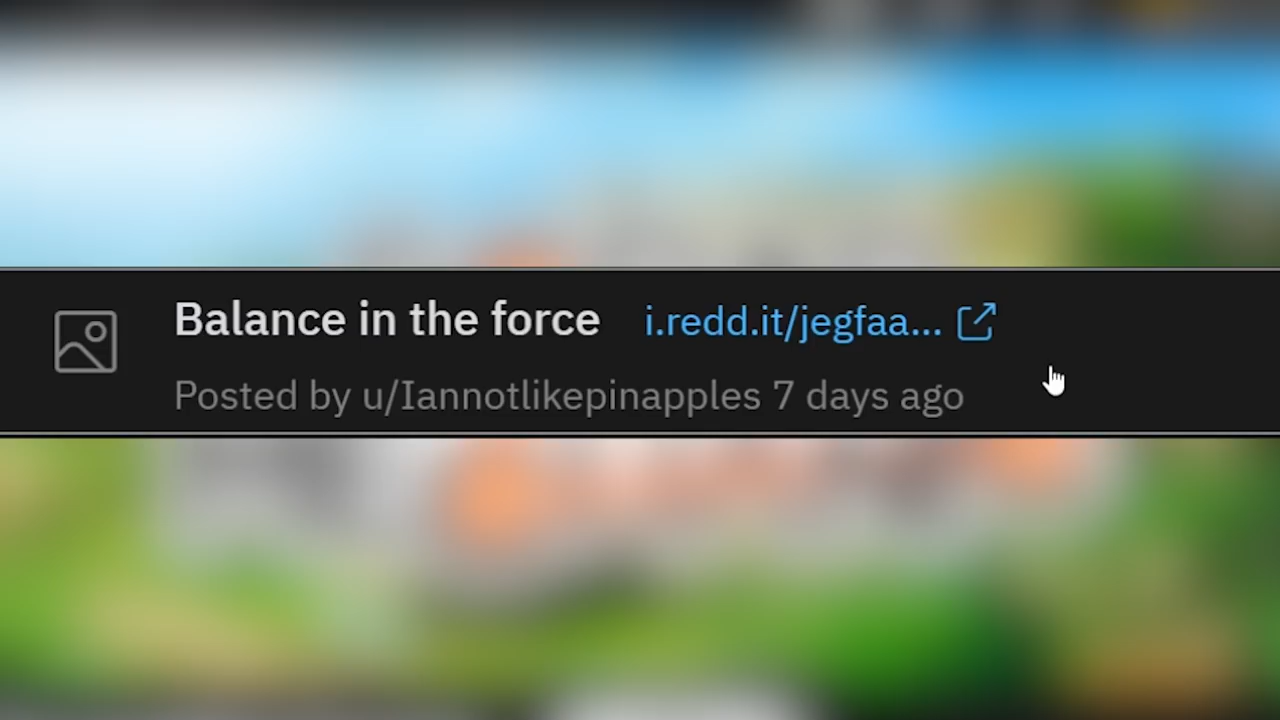 Balance in the force i.redd.it/jegfaa...
Posted by u/Iannotlikepinapples 7 days ago